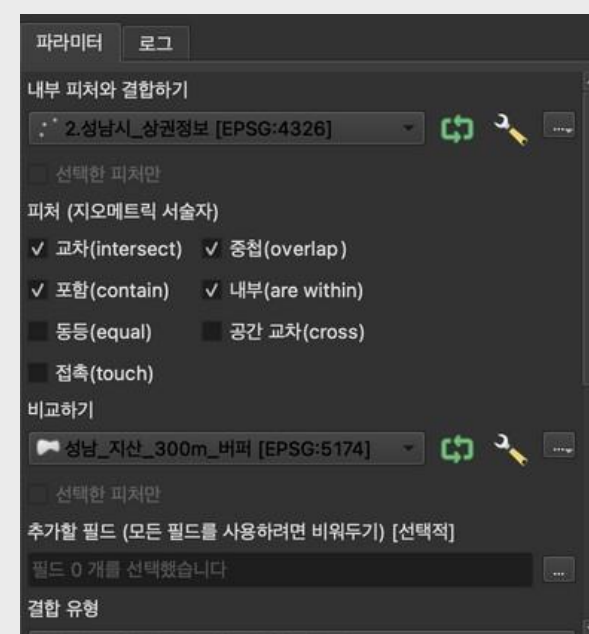 파라미터 로그
내부 피처와 결합하기
2.성남시_상권정보 [EPSG:4326]
...
선택한 피처만
피처 (지오메트릭 서술자)
교차(intersect) 중첩(overlap)
포함(contain) 내부(are within)
동등(equal) 공간 교차(cross)
접촉(touch)
비교하기
성남_지산_300m_버퍼 [EPSG:5174]
...
선택한 피처만
추가할 필드 (모든 필드를 사용하려면 비워두기) [선택적]
필드 0 개를 선택했습니다
...
결합 유형